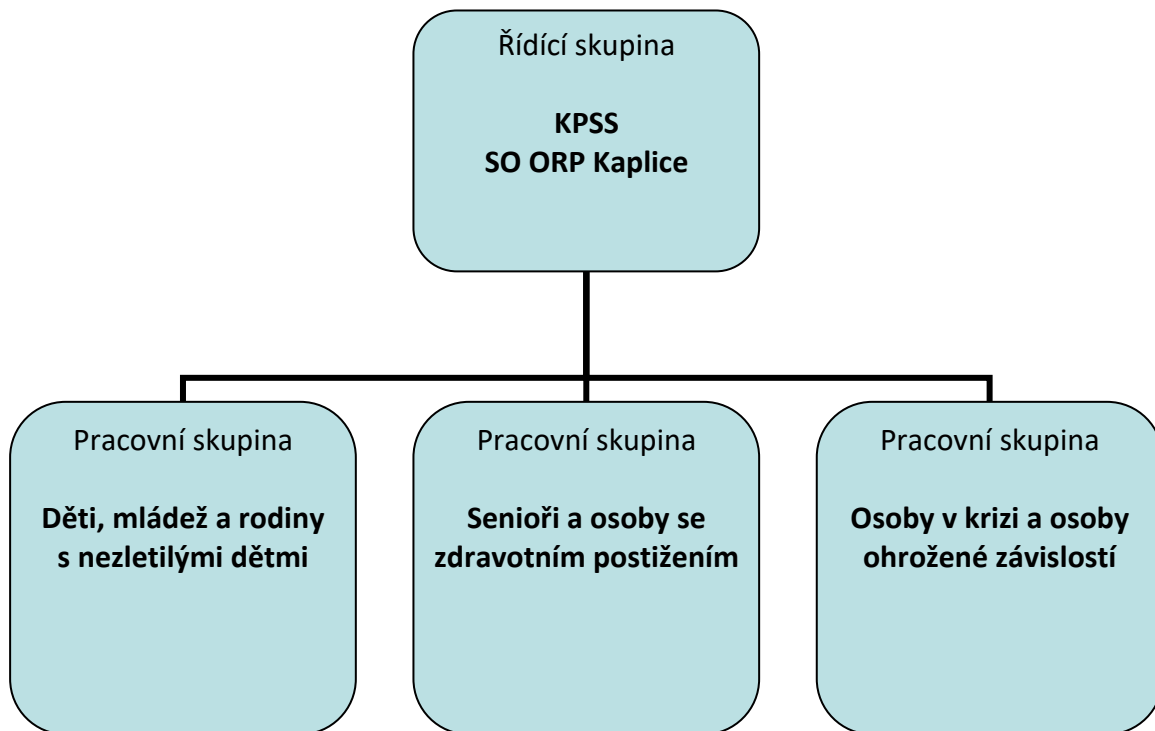 Řídící skupina
KPSS
SO ORP Kaplice
Pracovní skupina
Děti, mládež a rodiny
s nezletilými dětmi
Pracovní skupina
Senioři a osoby se
zdravotním postižením
Pracovní skupina
Osoby v krizi a osoby
ohrožené závislostí